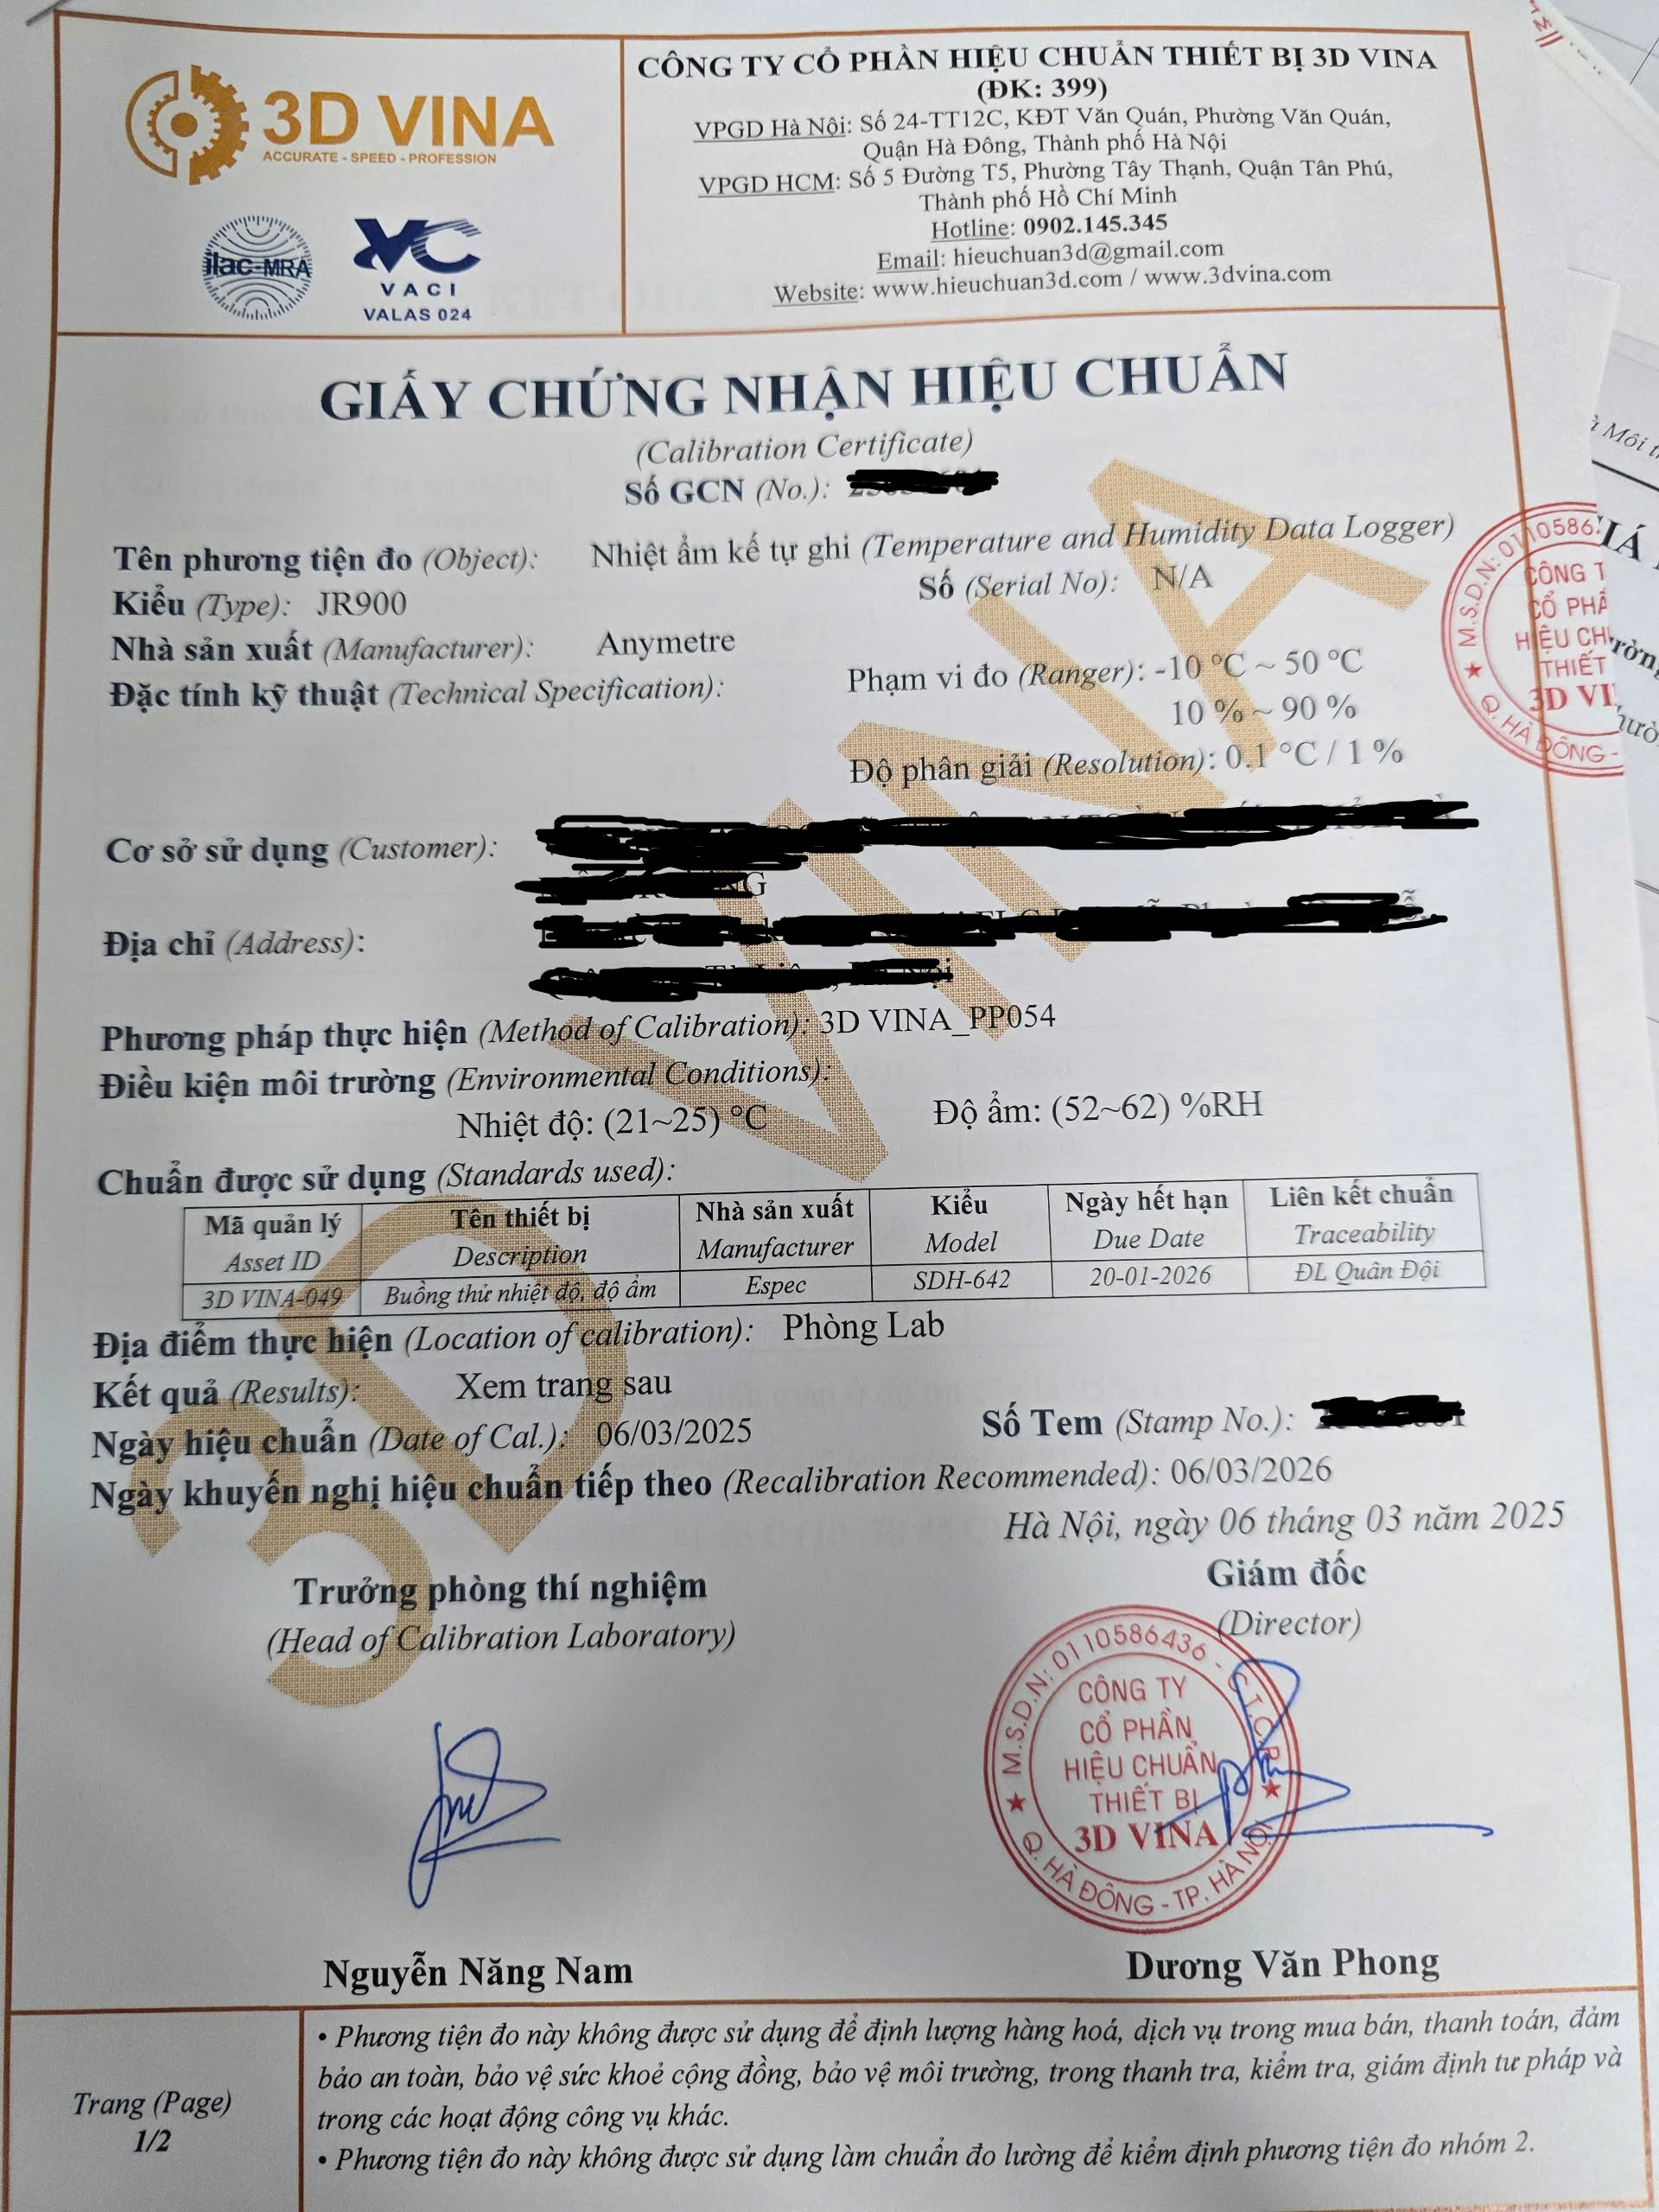 3D VINA
ACCURATE - SPEED - PROFESSION
ilac-MRA
VACI
VALAS 024
CÔNG TY CỔ PHẦN HIỆU CHUẨN THIẾT BỊ 3D VINA
(ĐK: 399)
VPGD Hà Nội: Số 24-TT12C, KĐT Văn Quán, Phường Văn Quán,
Quận Hà Đông, Thành phố Hà Nội
VPGD HCM: Số 5 Đường T5, Phường Tây Thạnh, Quận Tân Phú,
Thành phố Hồ Chí Minh
Hotline: 0902.145.345
Email: hieuchuan3d@gmail.com
Website: www.hieuchuan3d.com / www.3dvina.com
GIẤY CHỨNG NHẬN HIỆU CHUẨN
(Calibration Certificate)
Số GCN (No.):
Tên phương tiện đo (Object): Nhiệt ẩm kế tự ghi (Temperature and Humidity Data Logger)
Kiểu (Type): JR900 Số (Serial No): N/A
Nhà sản xuất (Manufacturer): Anymetre
Đặc tính kỹ thuật (Technical Specification): Phạm vi đo (Ranger): -10 °C ~ 50 °C
10 % ~ 90 %
Độ phân giải (Resolution): 0.1 °C / 1 %
Cơ sở sử dụng (Customer):
Địa chỉ (Address):
Phương pháp thực hiện (Method of Calibration): 3D VINA_PP054
Điều kiện môi trường (Environmental Conditions):
Nhiệt độ: (21~25) °C Độ ẩm: (52~62) %RH
Chuẩn được sử dụng (Standards used):
Mã quản lý Tên thiết bị Nhà sản xuất Kiểu Ngày hết hạn Liên kết chuẩn
Asset ID Description Manufacturer Model Due Date Traceability
3D VINA-049 Buồng thử nhiệt độ, độ ẩm Espec SDH-642 20-01-2026 ĐL Quân Đội
Địa điểm thực hiện (Location of calibration): Phòng Lab
Kết quả (Results): Xem trang sau
Ngày hiệu chuẩn (Date of Cal.): 06/03/2025 Số Tem (Stamp No.):
Ngày khuyến nghị hiệu chuẩn tiếp theo (Recalibration Recommended): 06/03/2026
Hà Nội, ngày 06 tháng 03 năm 2025
Trưởng phòng thí nghiệm Giám đốc
(Head of Calibration Laboratory) (Director)
M.S.D.N: 0110586436 - C.T.C.P
CÔNG TY
CỔ PHẦN
HIỆU CHUẨN
THIẾT BỊ
3D VINA
Q. HÀ ĐÔNG - TP. HÀ NỘI
Nguyễn Năng Nam Dương Văn Phong
Trang (Page)
1/2
• Phương tiện đo này không được sử dụng để định lượng hàng hoá, dịch vụ trong mua bán, thanh toán, đảm
bảo an toàn, bảo vệ sức khoẻ cộng đồng, bảo vệ môi trường, trong thanh tra, kiểm tra, giám định tư pháp và
trong các hoạt động công vụ khác.
• Phương tiện đo này không được sử dụng làm chuẩn đo lường để kiểm định phương tiện đo nhóm 2.
3D VINA
M.S.D.N: 0110586
CÔNG T
CỔ PHẦ
HIỆU CH
THIẾT
3D VI
Q. HÀ ĐÔNG -